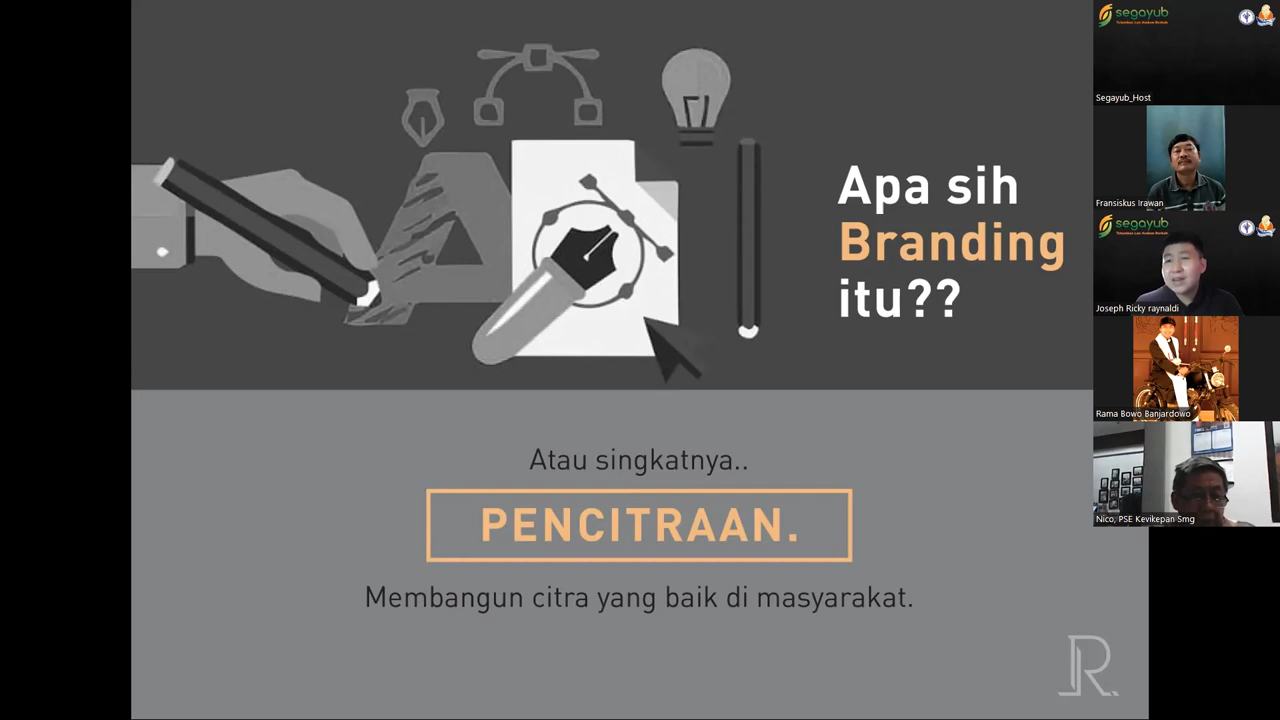 Apa sih
Branding
itu??
Atau singkatnya..
PENCITRAAN.
Membangun citra yang baik di masyarakat.
segayub
Segayub_Host
Fransiskus Irawan
segayub
Joseph Ricky raynaldi
Rama Bowo Banjardowo
Nico, PSE Kevikepan Smg